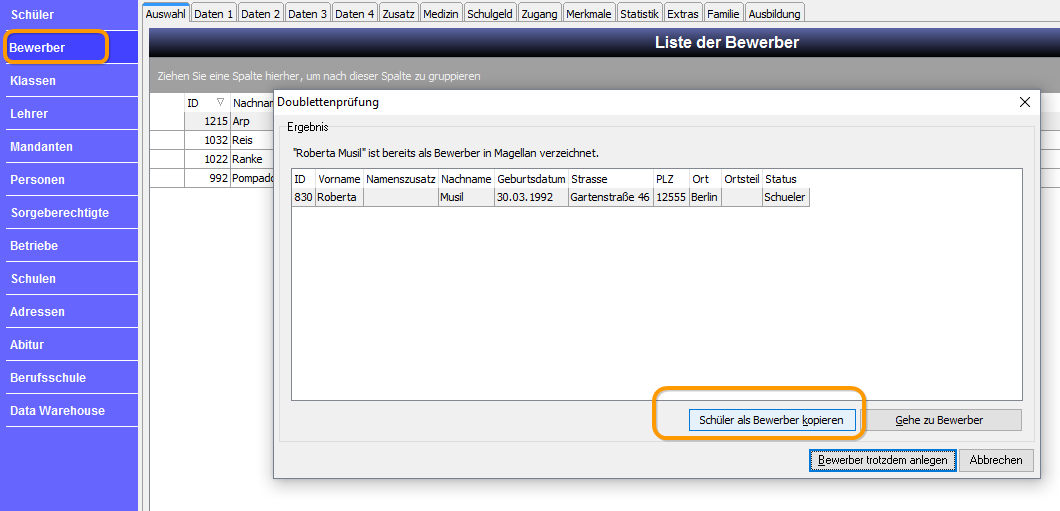 Schüler
Bewerber
Klassen
Lehrer
Mandanten
Personen
Sorgeberechtigte
Betriebe
Schulen
Adressen
Abitur
Berufsschule
Data Warehouse
Auswahl Daten 1 Daten 2 Daten 3 Daten 4 Zusatz Medizin Schulgeld Zugang Merkmale Statistik Extras Familie Ausbildung
Liste der Bewerber
Ziehen Sie eine Spalte hierher, um nach dieser Spalte zu gruppieren
ID Nachnam
1215 Arp
1032 Reis
1022 Ranke
992 Pompado
Doublettenprüfung
Ergebnis
"Roberta Musil" ist bereits als Bewerber in Magellan verzeichnet.
ID Vorname Namenszusatz Nachname Geburtsdatum Strasse PLZ Ort Ortsteil Status
830 Roberta Musil 30.03.1992 Gartenstraße 46 12555 Berlin Schueler
Schüler als Bewerber kopieren Gehe zu Bewerber
Bewerber trotzdem anlegen Abbrechen